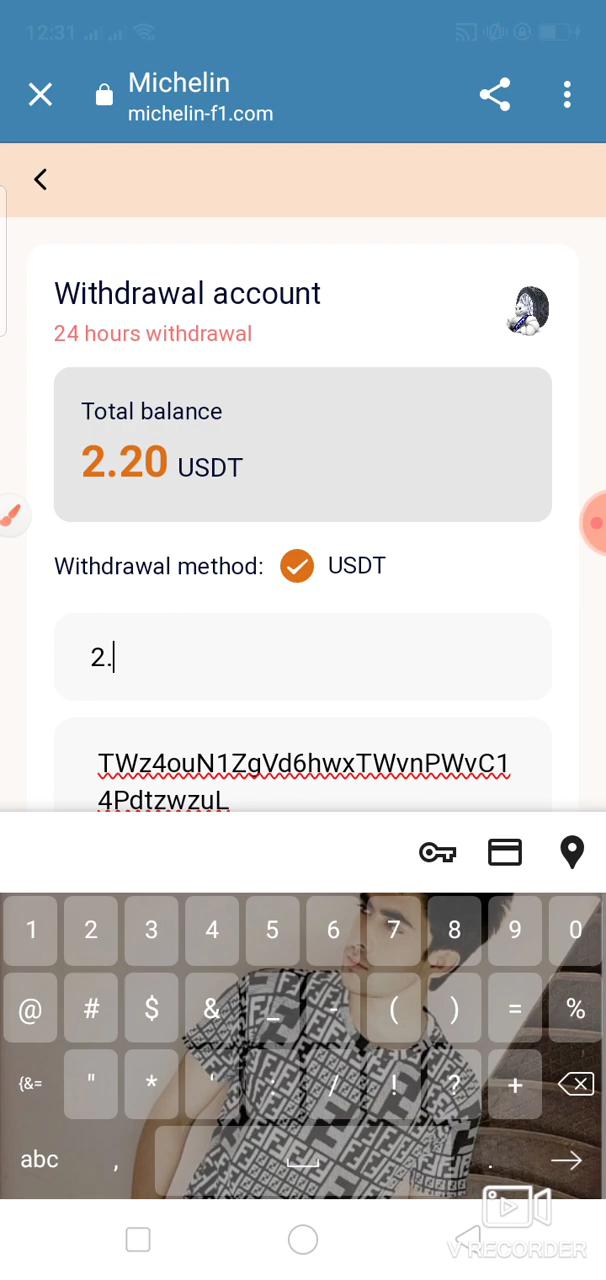 12:31
Michelin
michelin-f1.com
Withdrawal account
24 hours withdrawal
Total balance
2.20 USDT
Withdrawal method: USDT
2.
TWz4ouN1ZgVd6hwxTWvnPWvC1
4PdtzwzuL
1 2 3 4 5 6 7 8 9 0
@ # $ & _ - ( ) = %
{&= " * ' : / ! ? +
abc , .
V RECORDER